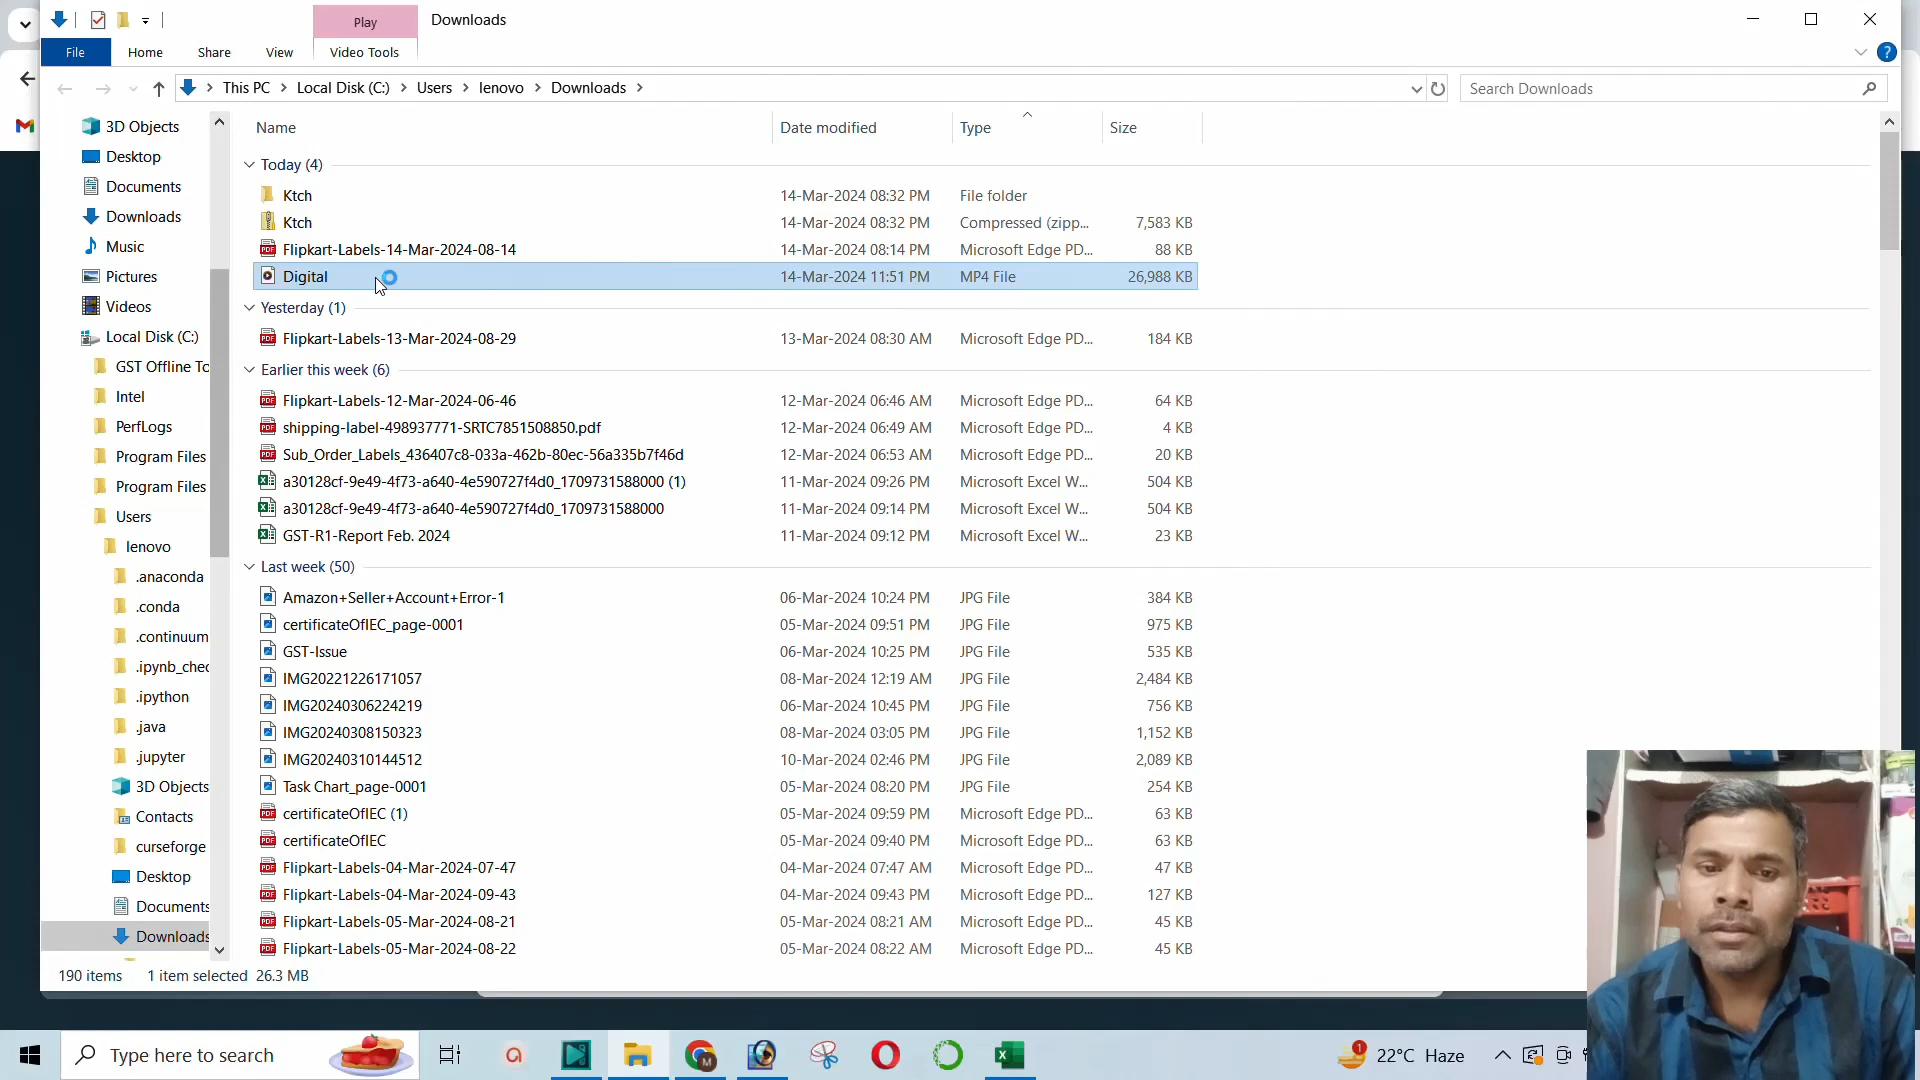 Play
Downloads
File
Home
Share
View
Video Tools
This PC > Local Disk (C:) > Users > lenovo > Downloads >
Search Downloads
Name
Date modified
Type
Size
3D Objects
Desktop
Documents
Downloads
Music
Pictures
Videos
Local Disk (C:)
GST Offline To
Intel
PerfLogs
Program Files
Program Files
Users
lenovo
.anaconda
.conda
.continuum
.ipynb_chec
.ipython
.java
.jupyter
3D Objects
Contacts
curseforge
Desktop
Documents
Downloads
Today (4)
Ktch 14-Mar-2024 08:32 PM File folder
Ktch 14-Mar-2024 08:32 PM Compressed (zipp... 7,583 KB
Flipkart-Labels-14-Mar-2024-08-14 14-Mar-2024 08:14 PM Microsoft Edge PD... 88 KB
Digital 14-Mar-2024 11:51 PM MP4 File 26,988 KB
Yesterday (1)
Flipkart-Labels-13-Mar-2024-08-29 13-Mar-2024 08:30 AM Microsoft Edge PD... 184 KB
Earlier this week (6)
Flipkart-Labels-12-Mar-2024-06-46 12-Mar-2024 06:46 AM Microsoft Edge PD... 64 KB
shipping-label-498937771-SRTC7851508850.pdf 12-Mar-2024 06:49 AM Microsoft Edge PD... 4 KB
Sub_Order_Labels_436407c8-033a-462b-80ec-56a335b7f46d 12-Mar-2024 06:53 AM Microsoft Edge PD... 20 KB
a30128cf-9e49-4f73-a640-4e590727f4d0_1709731588000 (1) 11-Mar-2024 09:26 PM Microsoft Excel W... 504 KB
a30128cf-9e49-4f73-a640-4e590727f4d0_1709731588000 11-Mar-2024 09:14 PM Microsoft Excel W... 504 KB
GST-R1-Report Feb. 2024 11-Mar-2024 09:12 PM Microsoft Excel W... 23 KB
Last week (50)
Amazon+Seller+Account+Error-1 06-Mar-2024 10:24 PM JPG File 384 KB
certificateOfIEC_page-0001 05-Mar-2024 09:51 PM JPG File 975 KB
GST-Issue 06-Mar-2024 10:25 PM JPG File 535 KB
IMG20221226171057 08-Mar-2024 12:19 AM JPG File 2,484 KB
IMG20240306224219 06-Mar-2024 10:45 PM JPG File 756 KB
IMG20240308150323 08-Mar-2024 03:05 PM JPG File 1,152 KB
IMG20240310144512 10-Mar-2024 02:46 PM JPG File 2,089 KB
Task Chart_page-0001 05-Mar-2024 08:20 PM JPG File 254 KB
certificateOfIEC (1) 05-Mar-2024 09:59 PM Microsoft Edge PD... 63 KB
certificateOfIEC 05-Mar-2024 09:40 PM Microsoft Edge PD... 63 KB
Flipkart-Labels-04-Mar-2024-07-47 04-Mar-2024 07:47 AM Microsoft Edge PD... 47 KB
Flipkart-Labels-04-Mar-2024-09-43 04-Mar-2024 09:43 PM Microsoft Edge PD... 127 KB
Flipkart-Labels-05-Mar-2024-08-21 05-Mar-2024 08:21 AM Microsoft Edge PD... 45 KB
Flipkart-Labels-05-Mar-2024-08-22 05-Mar-2024 08:22 AM Microsoft Edge PD... 45 KB
190 items 1 item selected 26.3 MB
Type here to search
22°C Haze